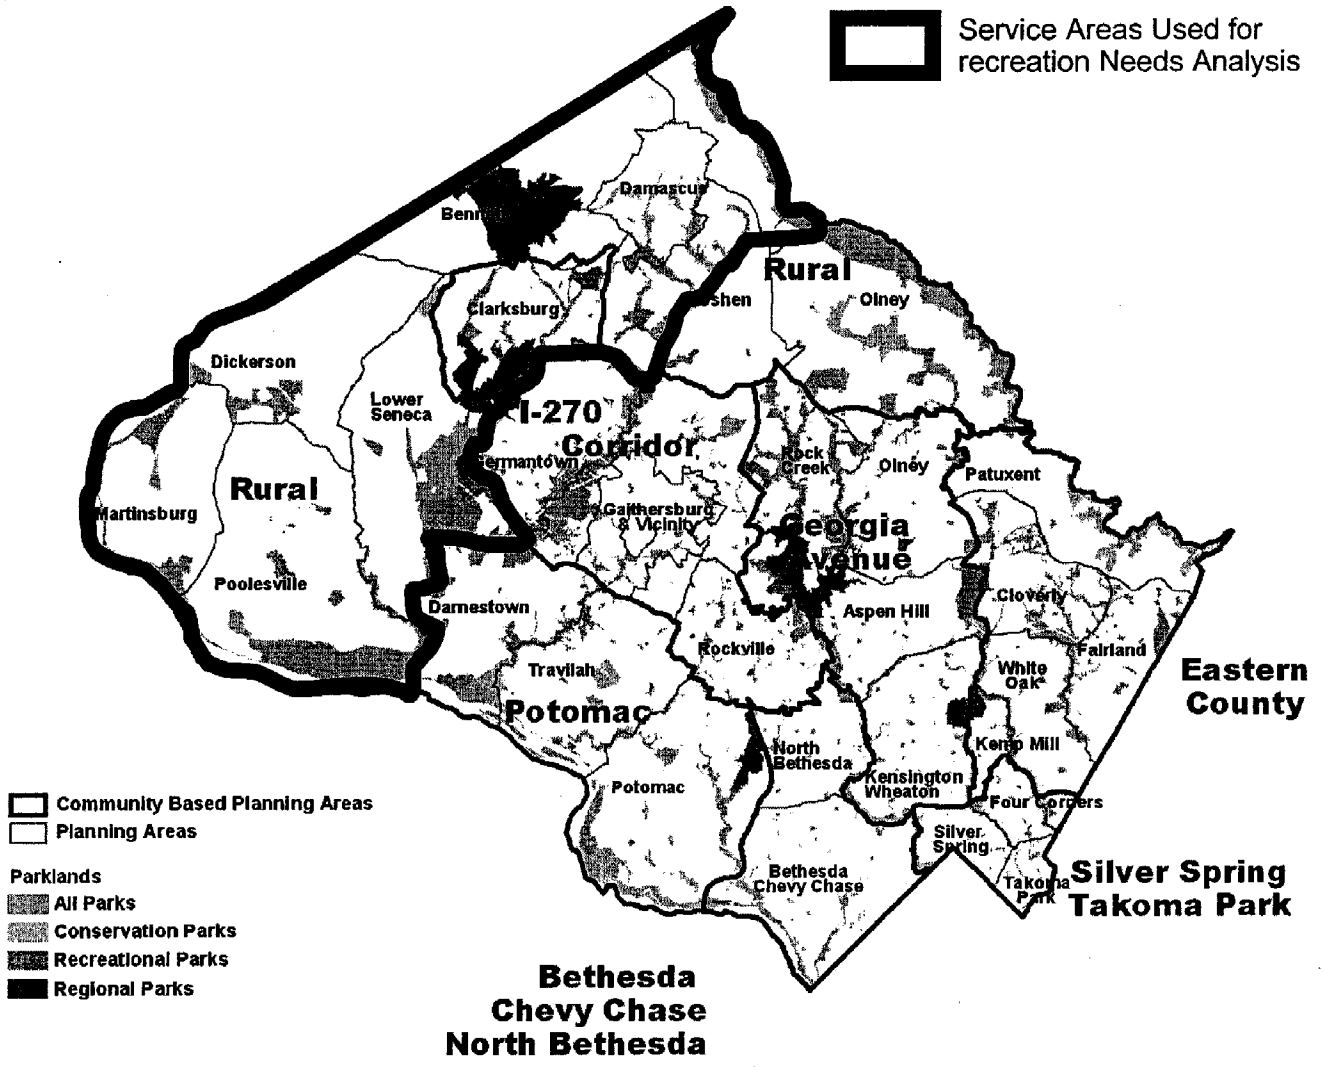 Service Areas Used for
recreation Needs Analysis
Damascus
Rural
Olney
Clarksburg
Dickerson
Lower
Seneca
I-270
Corridor
Germantown
Rock
Creek
Olney
Patuxent
Rural
Martinsburg
Gaithersburg
& Vicinity
Georgia
Avenue
Poolesville
Darnestown
Aspen Hill
Cloverly
Rockville
Travilah
White
Oak
Fairland
Eastern
County
Potomac
North
Bethesda
Kemp Mill
Potomac
Kensington
Wheaton
Four Corners
Silver
Spring
Bethesda
Chevy Chase
Takoma
Park
Silver Spring
Takoma Park
Community Based Planning Areas
Planning Areas
Parklands
All Parks
Conservation Parks
Recreational Parks
Regional Parks
Bethesda
Chevy Chase
North Bethesda